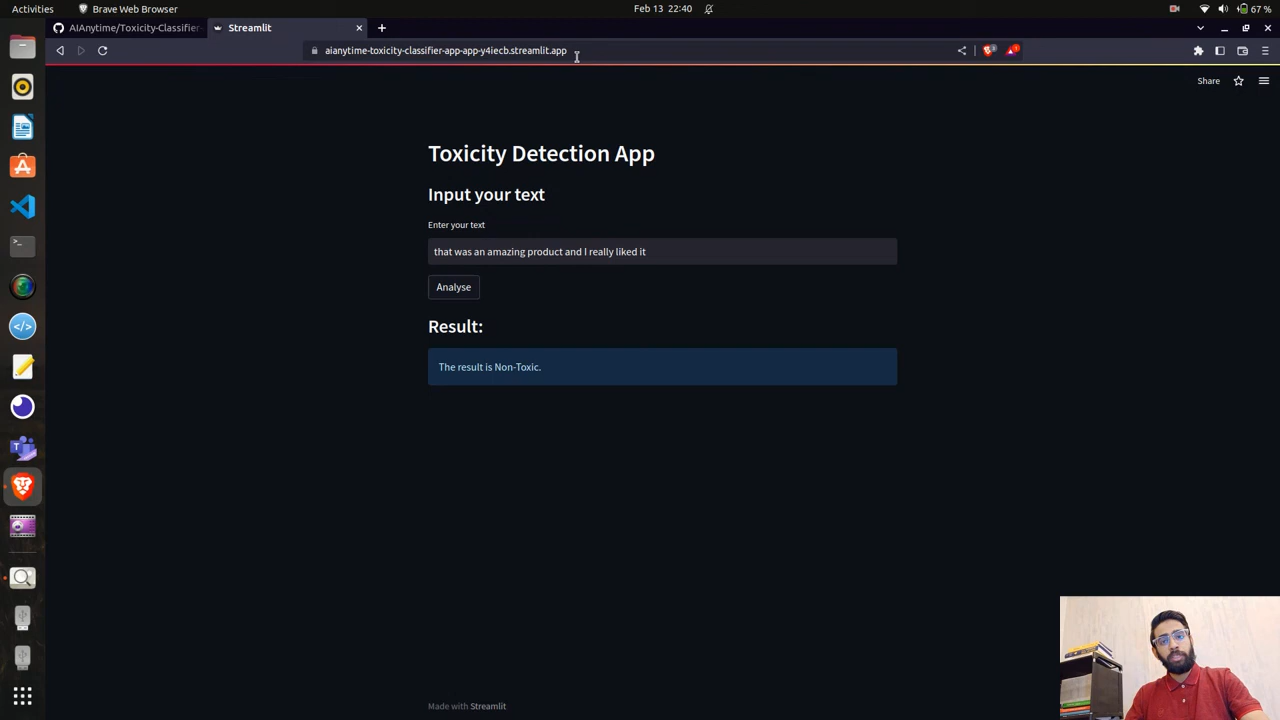 Activities
Brave Web Browser
Feb 13 22:40
67 %
AIAnytime/Toxicity-Classifier-
Streamlit
aianytime-toxicity-classifier-app-app-y4iecb.streamlit.app
Share
Toxicity Detection App
Input your text
Enter your text
that was an amazing product and I really liked it
Analyse
Result:
The result is Non-Toxic.
Made with Streamlit